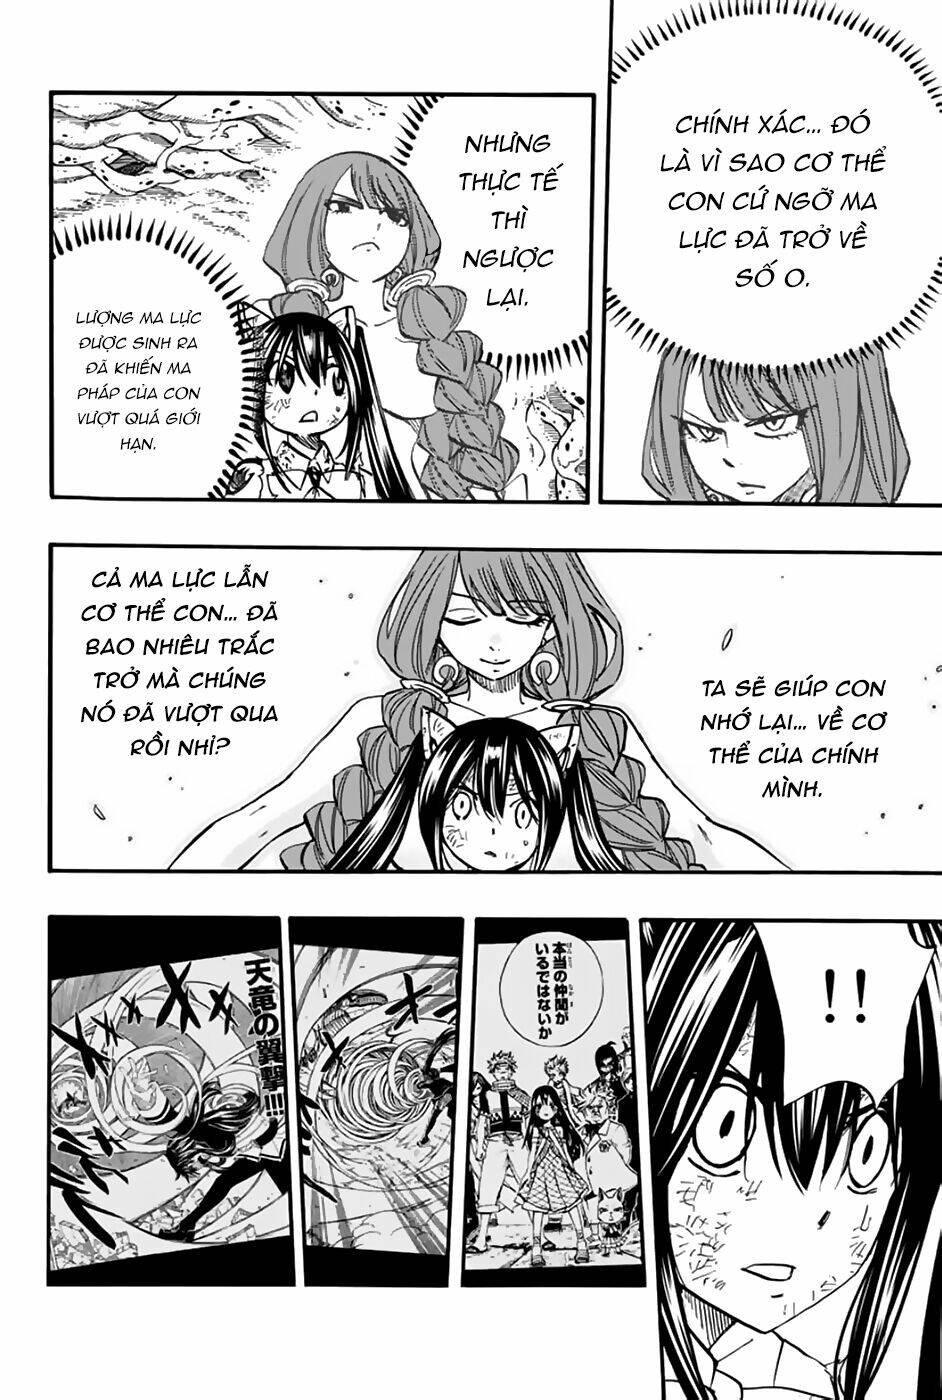 CHÍNH XÁC... ĐÓ
LÀ VÌ SAO CƠ THỂ
CON CỨ NGỠ MA
LỰC ĐÃ TRỞ VỀ
SỐ 0.
NHƯNG
THỰC TẾ
THÌ
NGƯỢC
LẠI.
LƯỢNG MA LỰC
ĐƯỢC SINH RA
ĐÃ KHIẾN MA
PHÁP CỦA CON
VƯỢT QUÁ GIỚI
HẠN.
TA SẼ GIÚP CON
NHỚ LẠI... VỀ CƠ
THỂ CỦA CHÍNH
MÌNH.
CẢ MA LỰC LẪN
CƠ THỂ CON... ĐÃ
BAO NHIÊU TRẮC
TRỞ MÀ CHÚNG
NÓ ĐÃ VƯỢT QUA
RỒI NHỈ?
!!
本当の仲間が
いるではないか
天竜の翼撃!!!